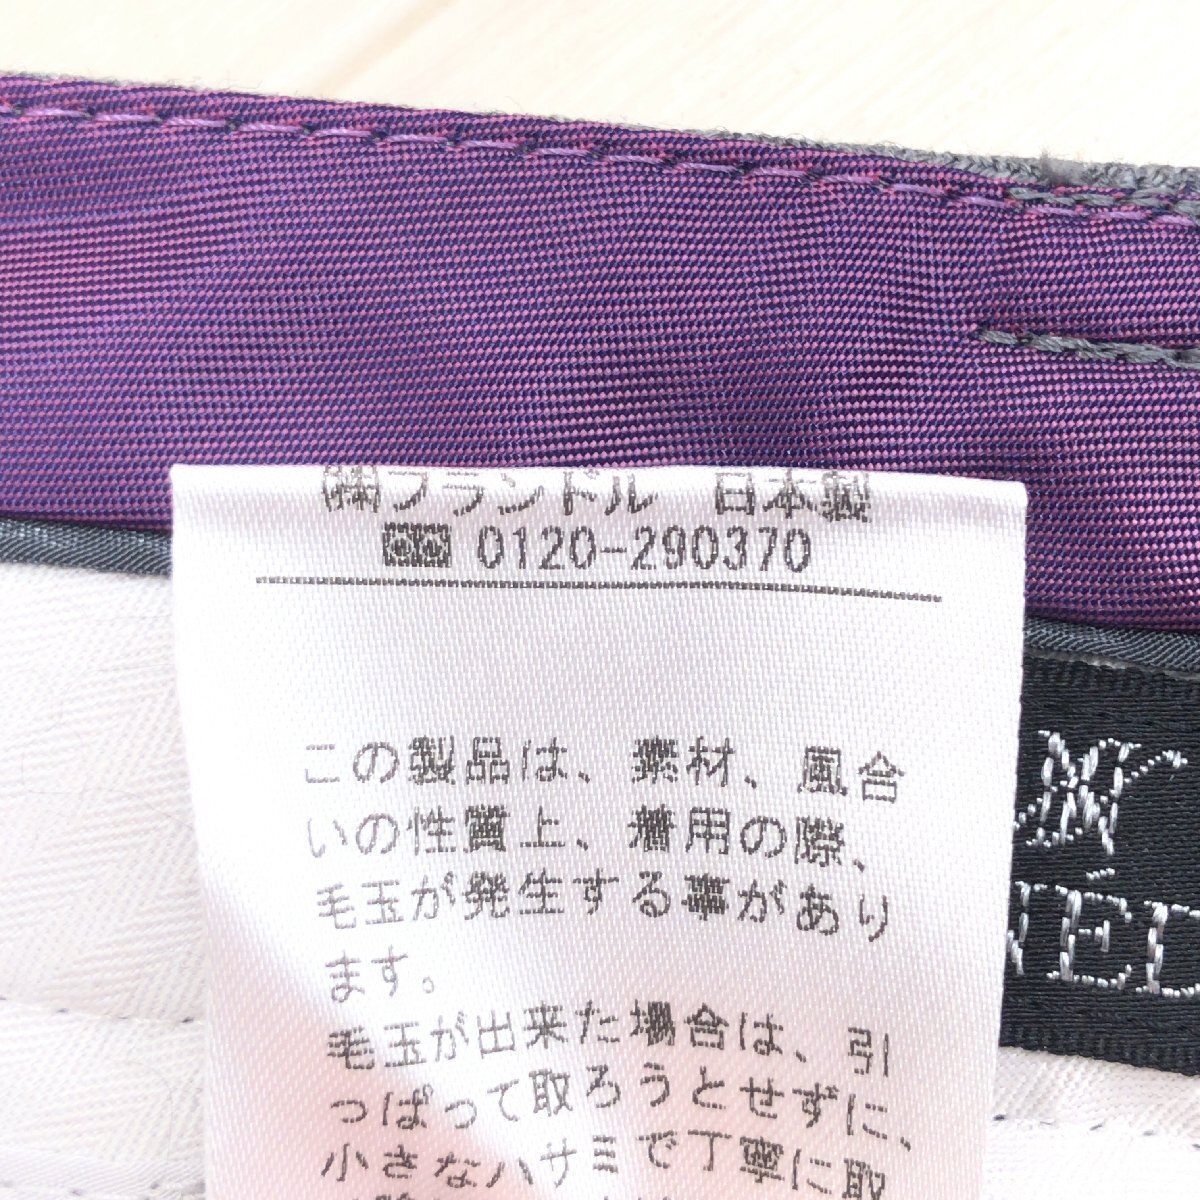 ㈱フランドル 日本製
0120-290370
この製品は、素材、風合
いの性質上、着用の際、
毛玉が発生する事があり
ます。
毛玉が出来た場合は、引
っぱって取ろうとせずに、
小さなハサミで丁寧に取